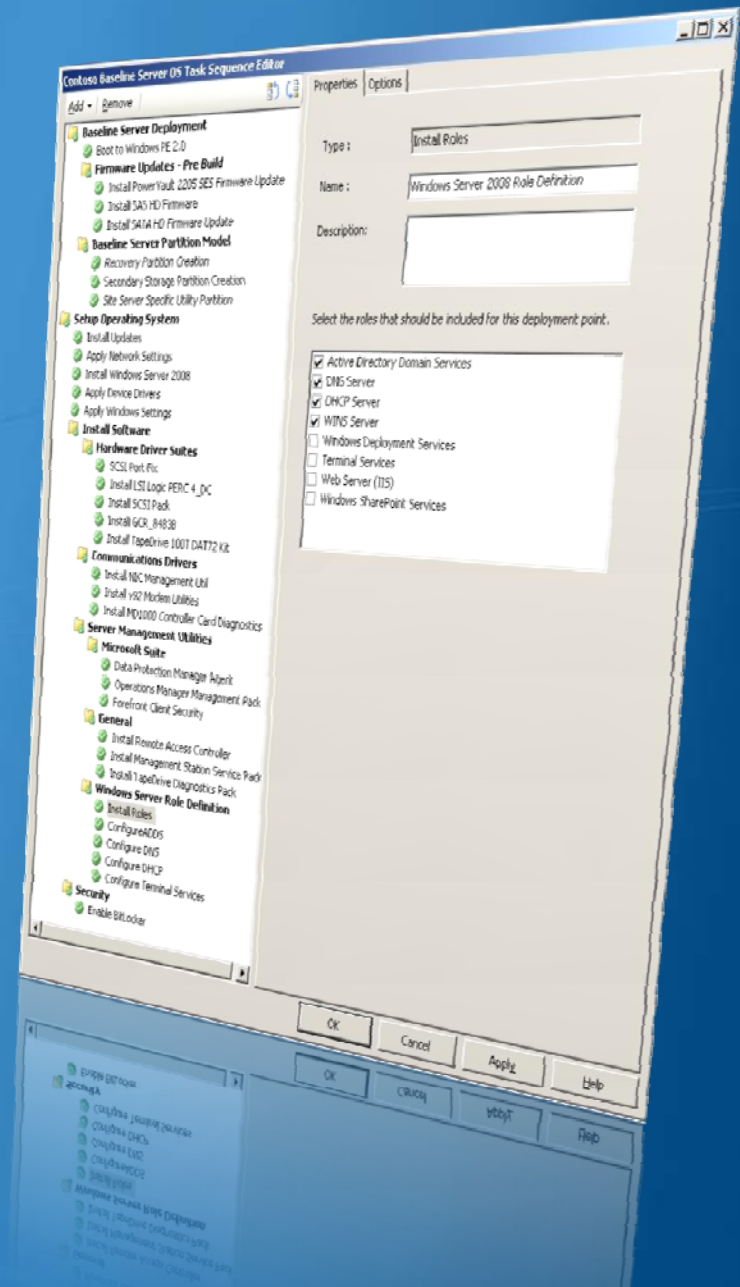 Contoso Baseline Server OS Task Sequence Editor
Add
Remove
Baseline Server Deployment
Boot to Windows PE 2.0
Firmware Updates - Pre Build
Install PowerVault 2205 SES Firmware Update
Install SAS HD Firmware
Install SATA HD Firmware Update
Baseline Server Partition Model
Recovery Partition Creation
Secondary Storage Partition Creation
Site Server Specific Utility Partition
Setup Operating System
Install Updates
Apply Network Settings
Install Windows Server 2008
Apply Device Drivers
Apply Windows Settings
Install Software
Hardware Driver Suites
SCSI Port Fix
Install LSI Logic PERC 4_DC
Install SCSI Pack
Install GCR_8483B
Install TapeDrive 100T DAT72 Kit
Communications Drivers
Install NIC Management Util
Install v92 Modem Utilities
Install MD1000 Controller Card Diagnostics
Server Management Utilities
Microsoft Suite
Data Protection Manager Agent
Operations Manager Management Pack
Forefront Client Security
General
Install Remote Access Controller
Install Management Station Service Pack
Install TapeDrive Diagnostics Pack
Windows Server Role Definition
Install Roles
ConfigureADDS
Configure DNS
Configure DHCP
Configure Terminal Services
Security
Enable BitLocker
Properties
Options
Type :
Install Roles
Name :
Windows Server 2008 Role Definition
Description:
Select the roles that should be included for this deployment point.
Active Directory Domain Services
DNS Server
DHCP Server
WINS Server
Windows Deployment Services
Terminal Services
Web Server (IIS)
Windows SharePoint Services
OK
Cancel
Apply
Help